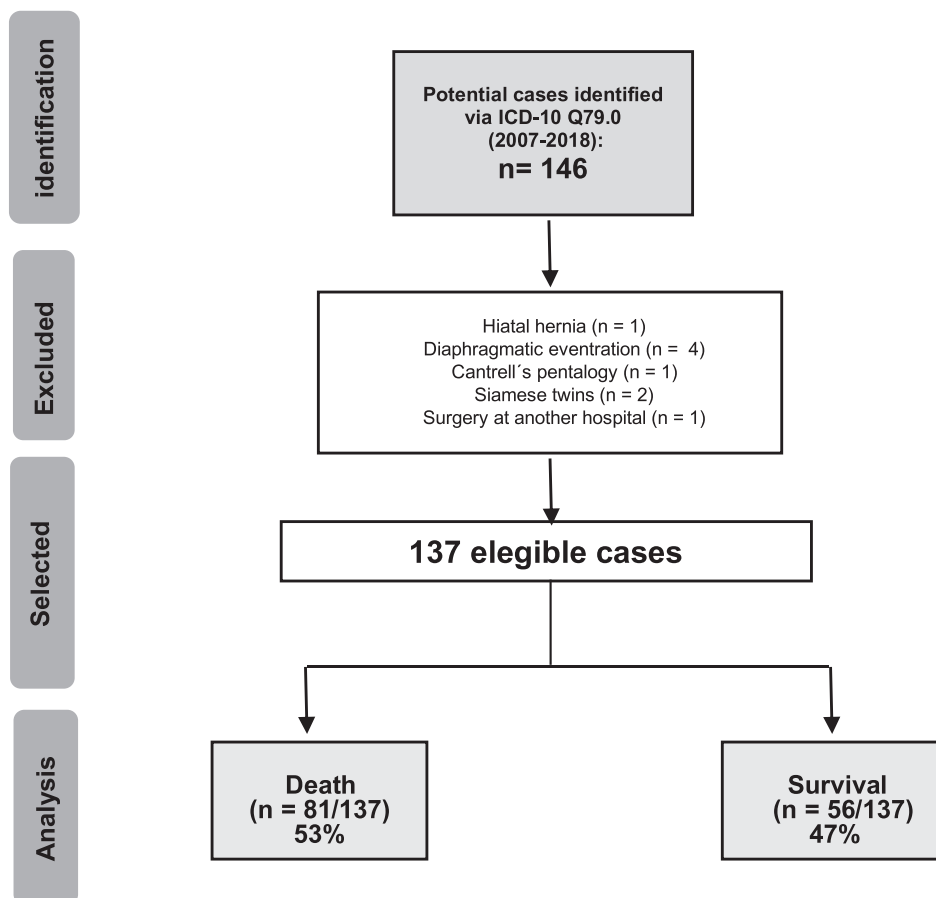 identification
Potential cases identified
via ICD-10 Q79.0
(2007-2018):
n= 146
Excluded
Hiatal hernia (n = 1)
Diaphragmatic eventration (n =  4)
Cantrell´s pentalogy (n = 1)
Siamese twins (n = 2)
Surgery at another hospital (n = 1)
Selected
137 elegible cases
Analysis
Death
(n = 81/137)
53%
Survival
(n = 56/137)
47%